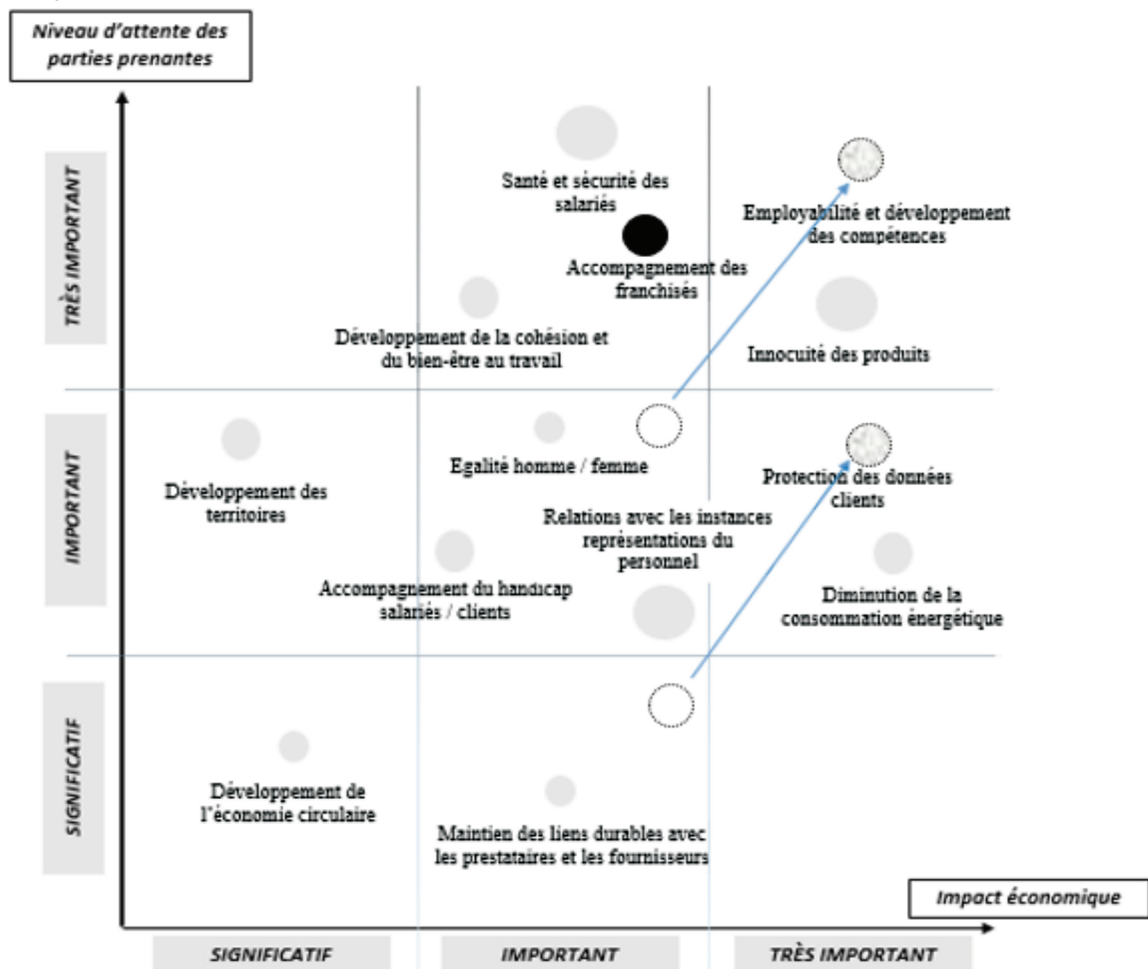 Niveau d'attente des
parties prenantes
TRÈS IMPORTANT
Santé et sécurité des
salariés
Employabilité et développement
des compétences
Accompagnement des
franchisés
Développement de la cohésion et
du bien-être au travail
Innocuité des produits
IMPORTANT
Egalité homme / femme
Développement des
territoires
Protection des données
clients
Relations avec les instances
représentations du
personnel
Accompagnement du handicap
salariés / clients
Diminution de la
consommation énergétique
SIGNIFICATIF
Développement de
l'économie circulaire
Maintien des liens durables avec
les prestataires et les fournisseurs
Impact économique
SIGNIFICATIF
IMPORTANT
TRÈS IMPORTANT